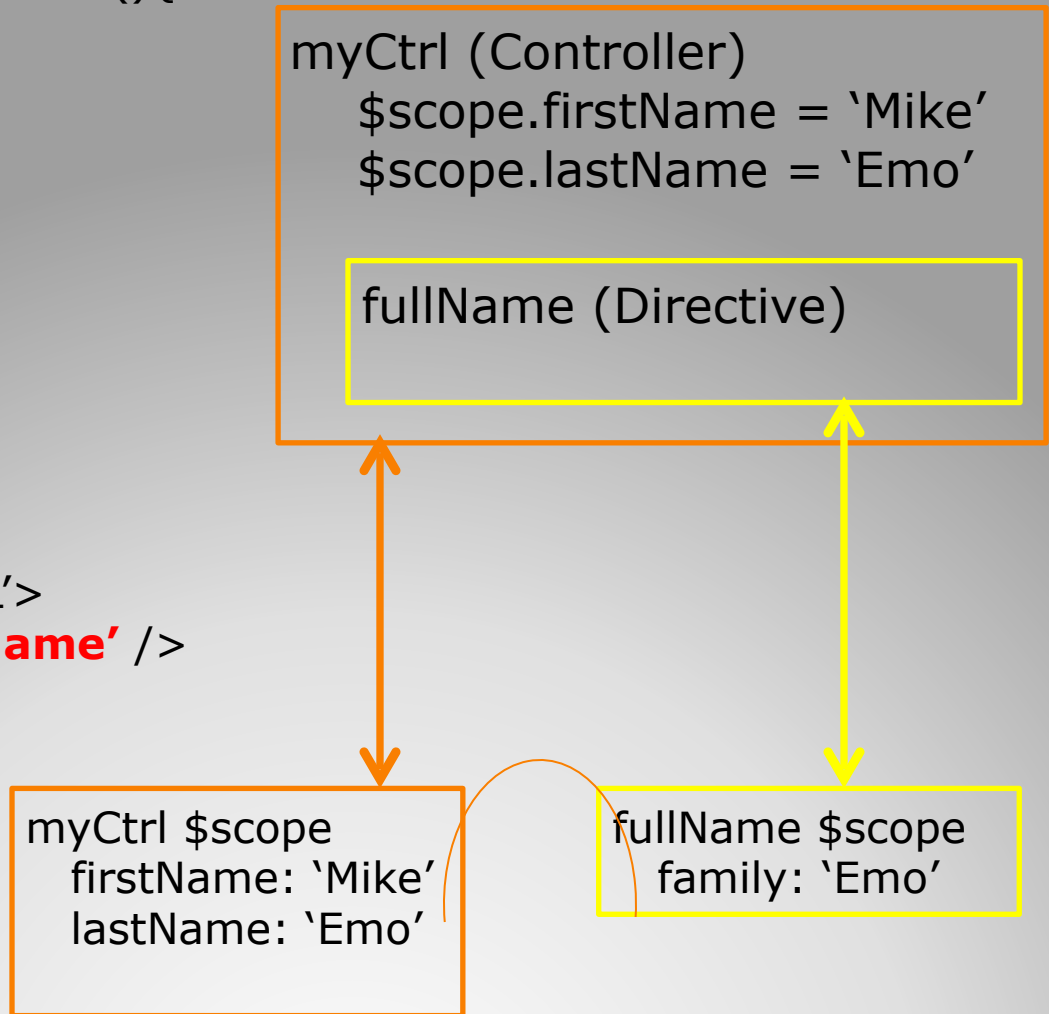 (){
myCtrl (Controller)
$scope.firstName = ‘Mike’
$scope.lastName = ‘Emo’
fullName (Directive)
’>
ame’ />
myCtrl $scope
firstName: ‘Mike’
lastName: ‘Emo’
fullName $scope
family: ‘Emo’